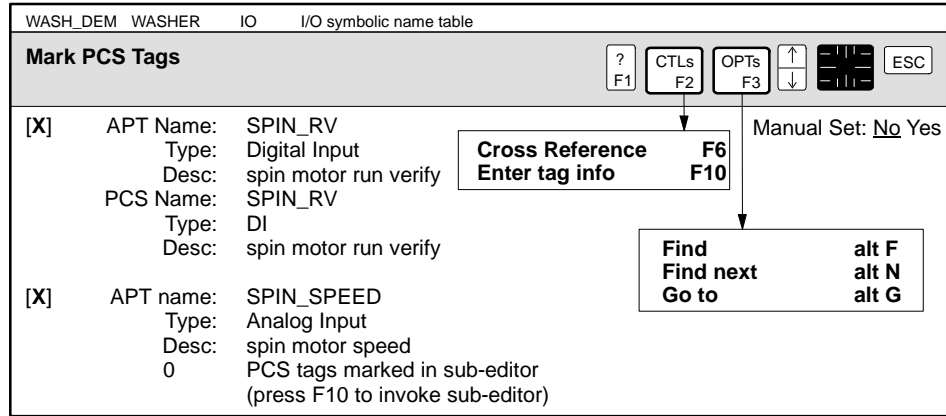 WASH_DEM WASHER IO I/O symbolic name table
Mark PCS Tags
?
F1
CTLs
F2
OPTs
F3
↑
↓
ESC
[X] APT Name: SPIN_RV
Manual Set: No Yes
Type: Digital Input
Desc: spin motor run verify
PCS Name: SPIN_RV
Type: DI
Desc: spin motor run verify
Cross Reference F6
Enter tag info F10
Find alt F
Find next alt N
Go to alt G
[X] APT name: SPIN_SPEED
Type: Analog Input
Desc: spin motor speed
0 PCS tags marked in sub-editor
(press F10 to invoke sub-editor)